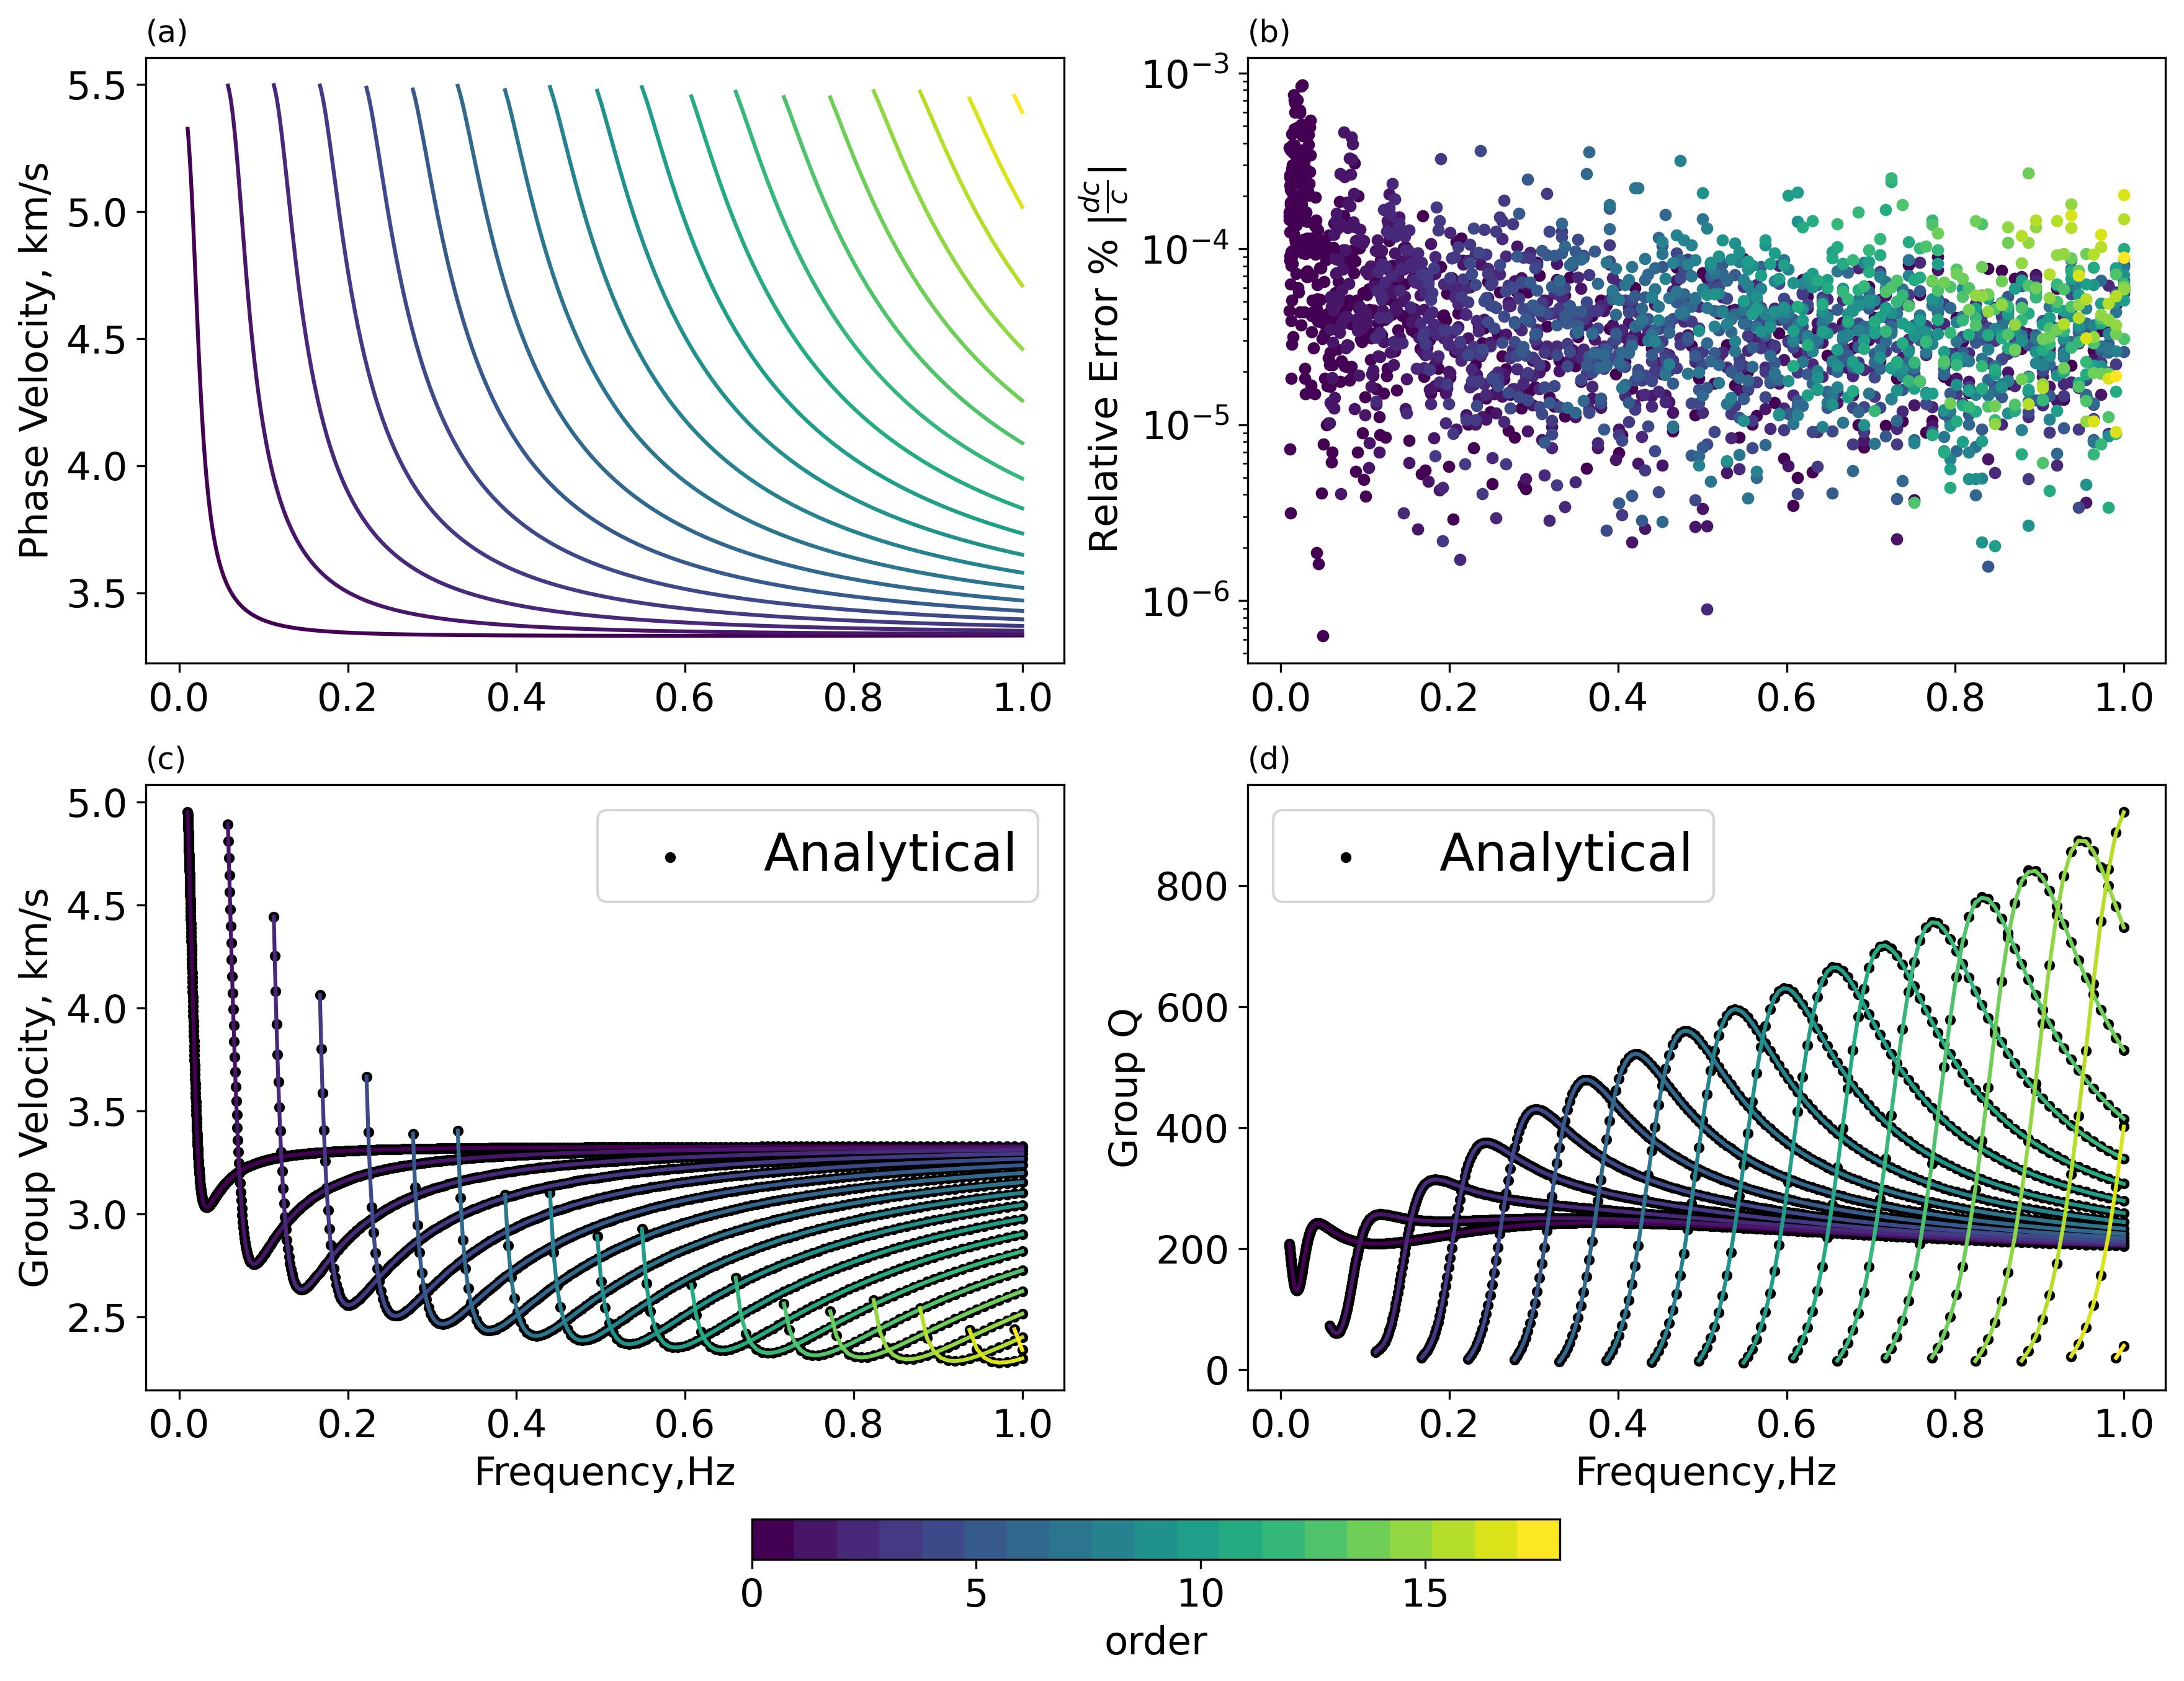 (a)
5.5
5.0
4.5
4.0
3.5
Phase Velocity, km/s
0.0 0.2 0.4 0.6 0.8 1.0
(b)
10⁻³
10⁻⁴
10⁻⁵
10⁻⁶
Relative Error % |dc/c|
0.0 0.2 0.4 0.6 0.8 1.0
(c)
5.0
4.5
4.0
3.5
3.0
2.5
Group Velocity, km/s
Analytical
0.0 0.2 0.4 0.6 0.8 1.0
Frequency,Hz
(d)
800
600
400
200
0
Group Q
Analytical
0.0 0.2 0.4 0.6 0.8 1.0
Frequency,Hz
0 5 10 15
order